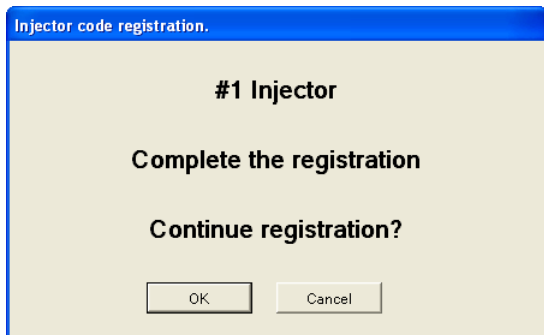 Injector code registration.
#1 Injector
Complete the registration
Continue registration?
OK
Cancel